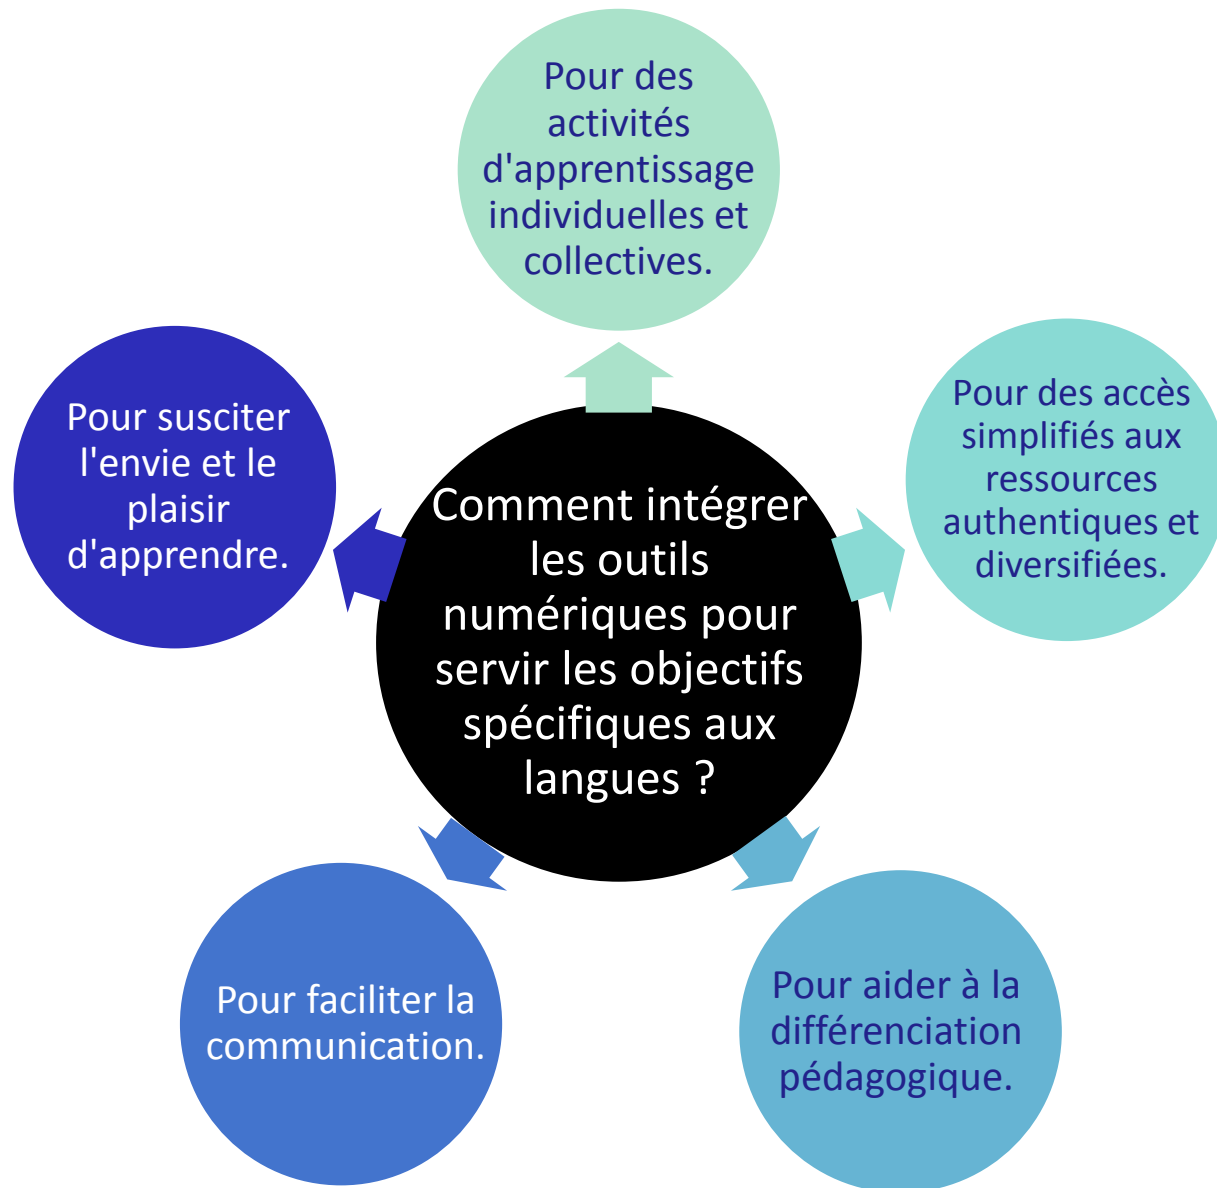 Pour des
activités
d'apprentissage
individuelles et
collectives.
Pour des accès
simplifiés aux
ressources
authentiques et
diversifiées.
Pour susciter
l'envie et le
plaisir
d'apprendre.
Comment intégrer
les outils
numériques pour
servir les objectifs
spécifiques aux
langues ?
Pour aider à la
différenciation
pédagogique.
Pour faciliter la
communication.